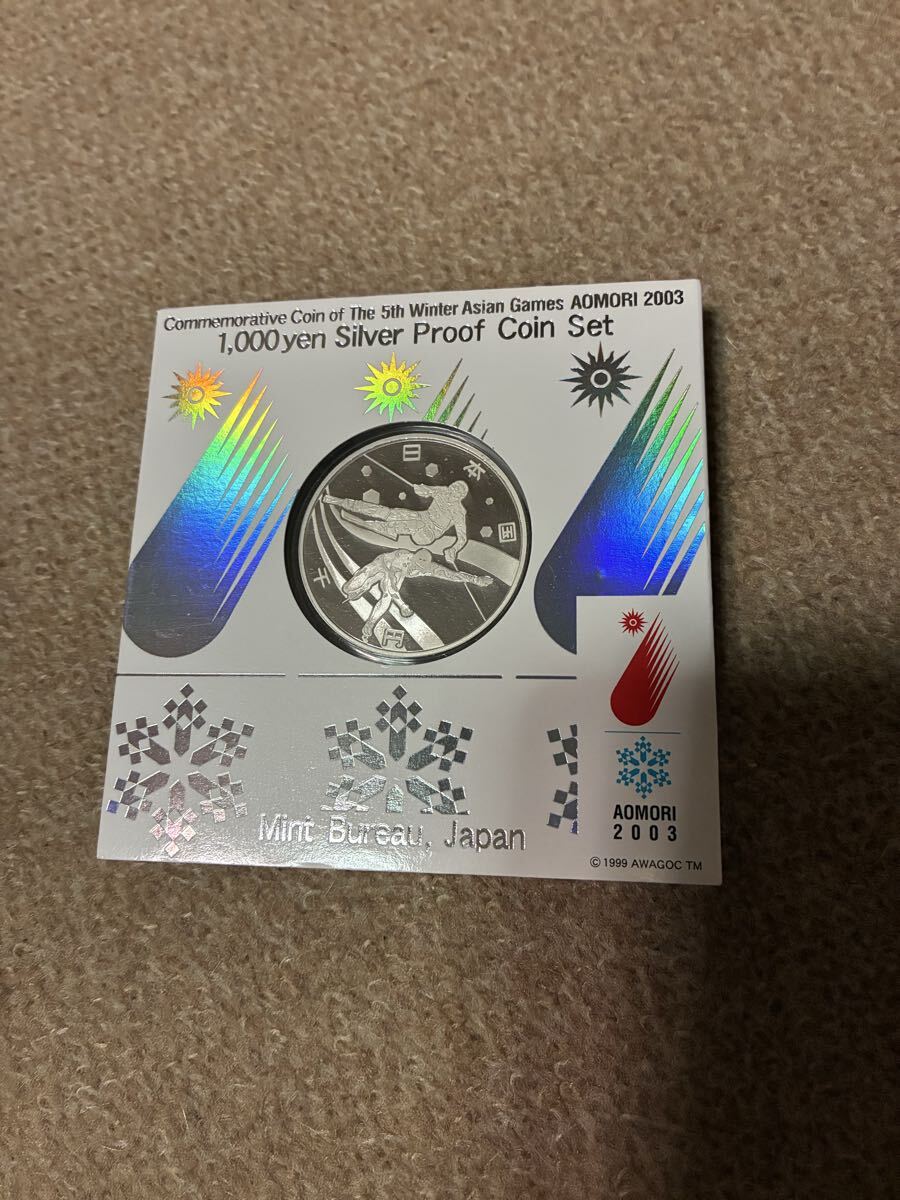 Commemorative Coin of The 5th Winter Asian Games AOMORI 2003
1,000yen Silver Proof Coin Set
日本国
千円
AOMORI
2003
Mint Bureau, Japan
© 1999 AWAGOC TM